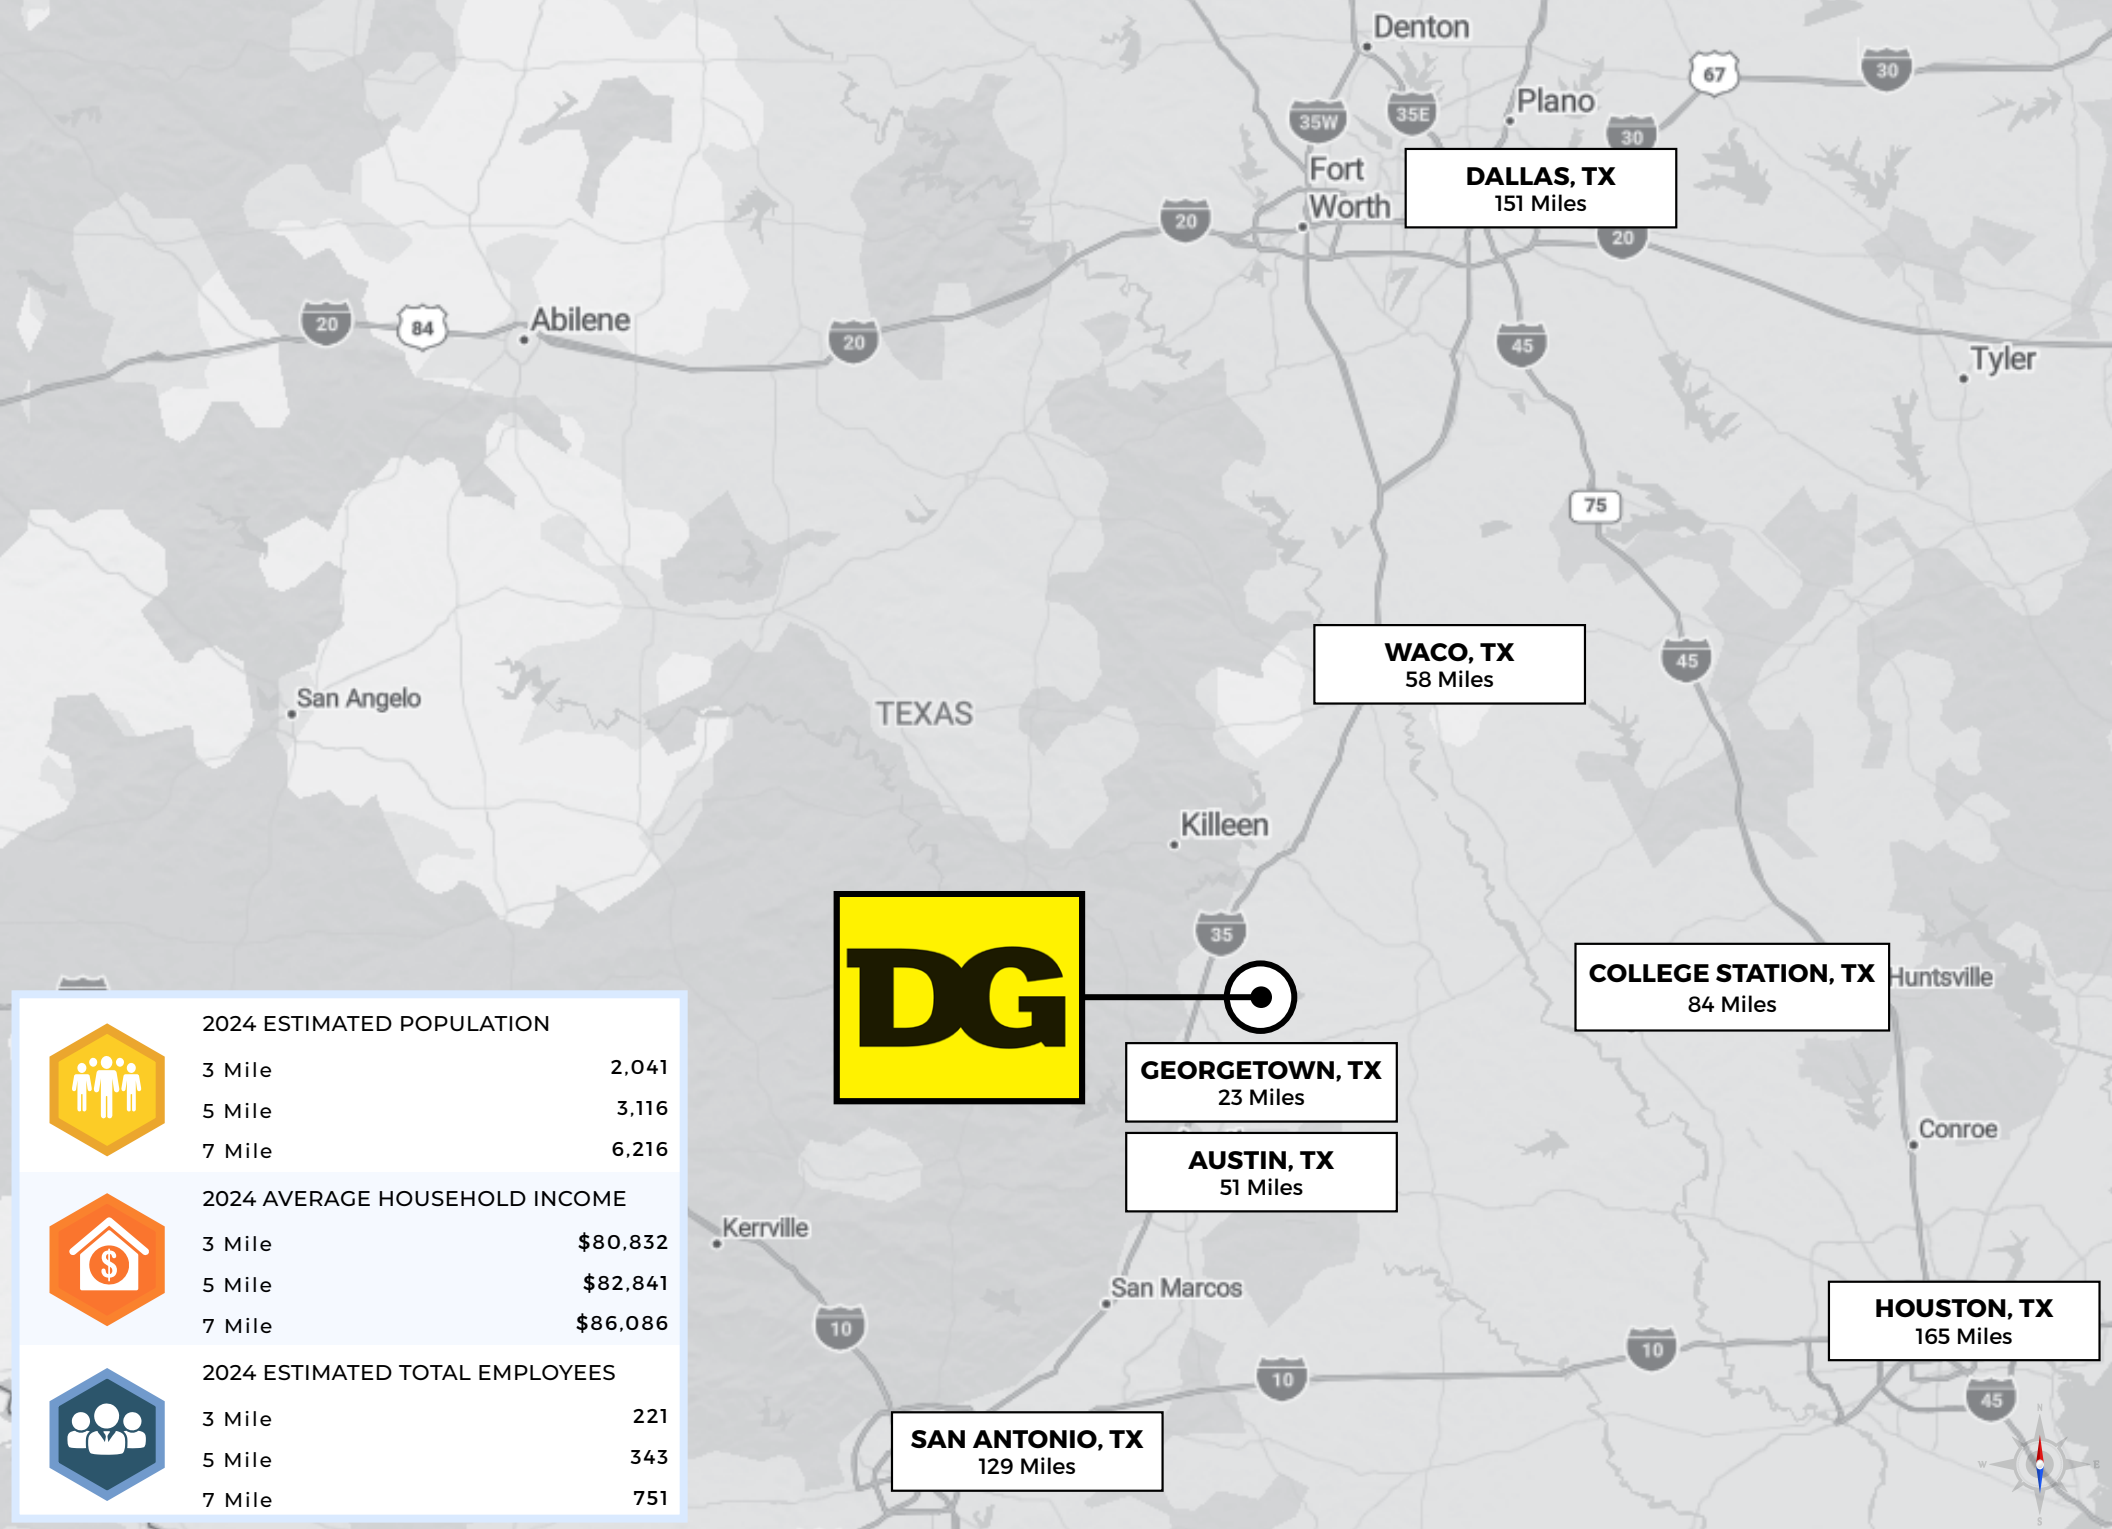 Denton
67
30
35W
35E
Plano
30
Fort
Worth
DALLAS, TX
151 Miles
20
20
20
84
Abilene
20
45
Tyler
75
WACO, TX
58 Miles
45
San Angelo
TEXAS
Killeen
35
DG
COLLEGE STATION, TX
84 Miles
Huntsville
GEORGETOWN, TX
23 Miles
AUSTIN, TX
51 Miles
Conroe
Kerrville
San Marcos
10
10
10
HOUSTON, TX
165 Miles
45
SAN ANTONIO, TX
129 Miles
N
W
E
S
2024 ESTIMATED POPULATION
3 Mile 2,041
5 Mile 3,116
7 Mile 6,216
2024 AVERAGE HOUSEHOLD INCOME
$
3 Mile $80,832
5 Mile $82,841
7 Mile $86,086
2024 ESTIMATED TOTAL EMPLOYEES
3 Mile 221
5 Mile 343
7 Mile 751